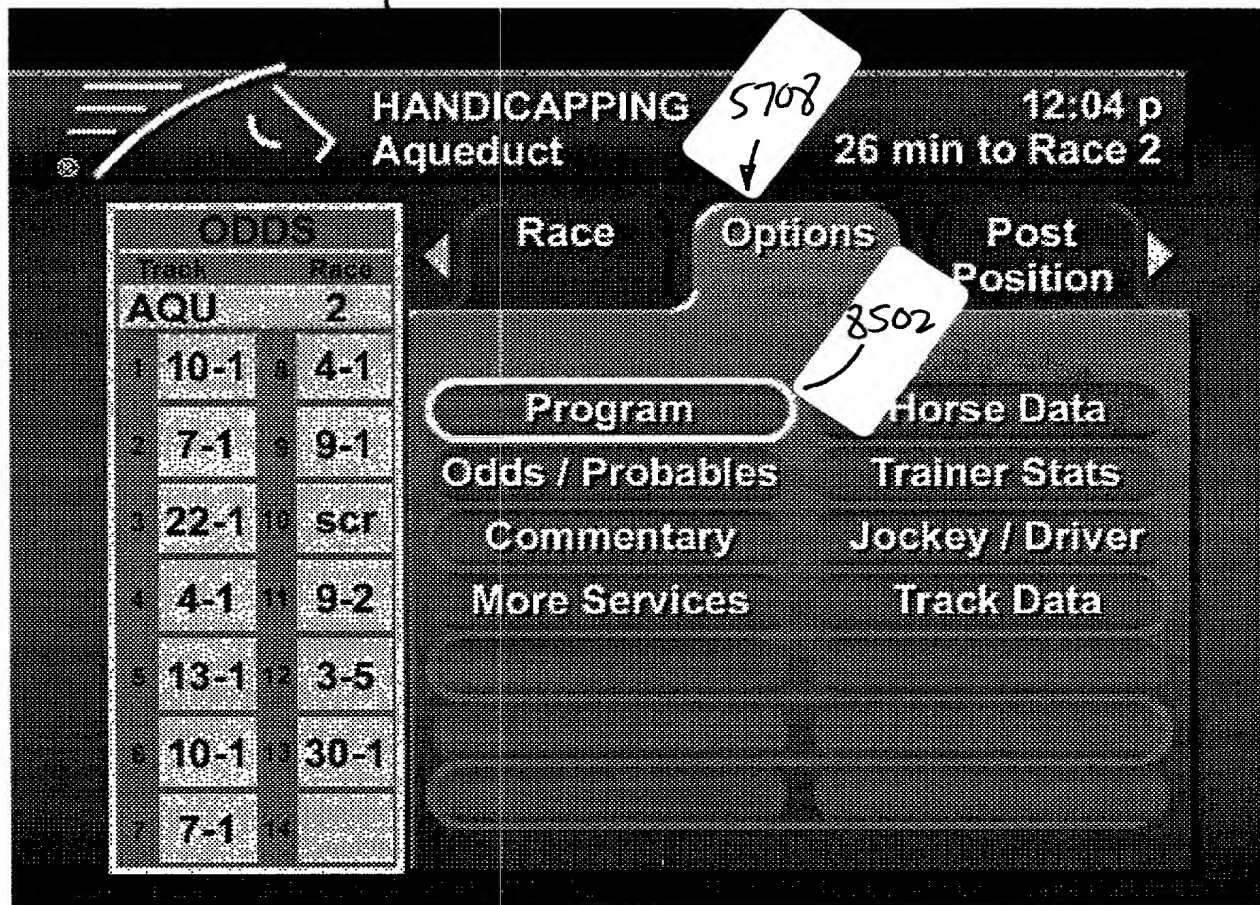 HANDICAPPING
Aqueduct
5708
12:04 p
26 min to Race 2
ODDS
Track Race
AQU 2
1 10-1 8 4-1
2 7-1 9 9-1
3 22-1 10 scr
4 4-1 11 9-2
5 13-1 12 3-5
6 10-1 13 30-1
7 7-1 14
Race
Options
Post
Position
8502
Program
Horse Data
Odds / Probables
Trainer Stats
Commentary
Jockey / Driver
More Services
Track Data